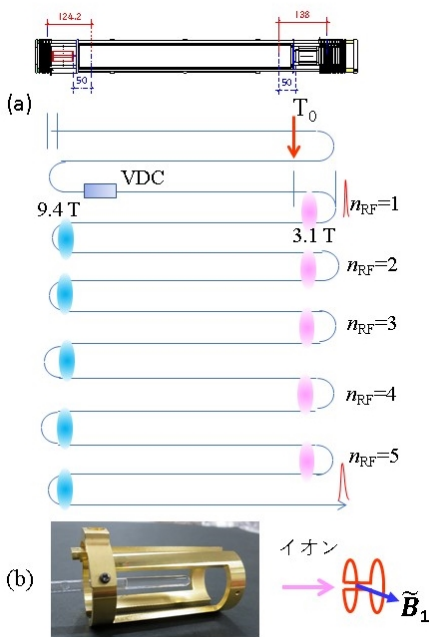 124.2
138
50
50
(a)
T0
VDC
nRF=1
9.4 T
3.1 T
nRF=2
nRF=3
nRF=4
nRF=5
イオン
(b)
B̃1